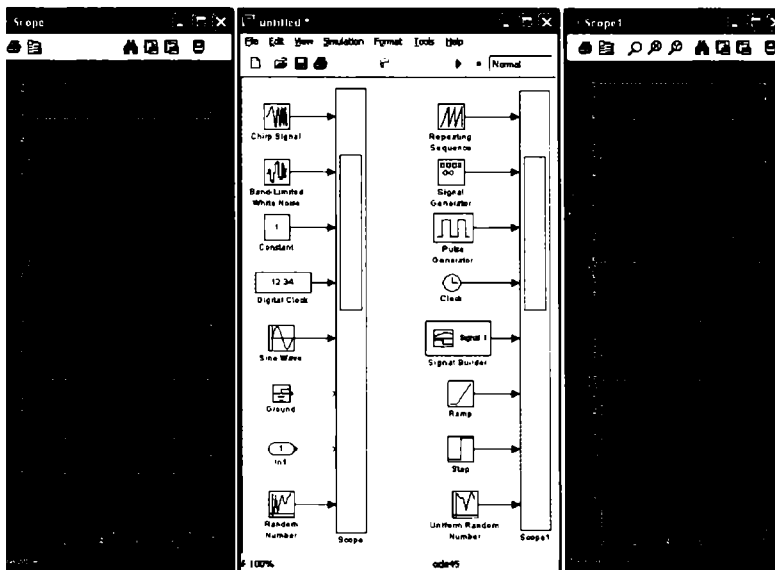 Scope
untitled *
File Edit View Simulation Format Tools Help
Normal
Chirp Signal
Band-Limited
White Noise
1
Constant
12:34
Digital Clock
Sine Wave
Ground
1
In1
Random
Number
Scope
Repeating
Sequence
Signal
Generator
Pulse
Generator
Clock
Signal 1
Signal Builder
Ramp
Step
Uniform Random
Number
Scope1
100%
ode45
Scope1